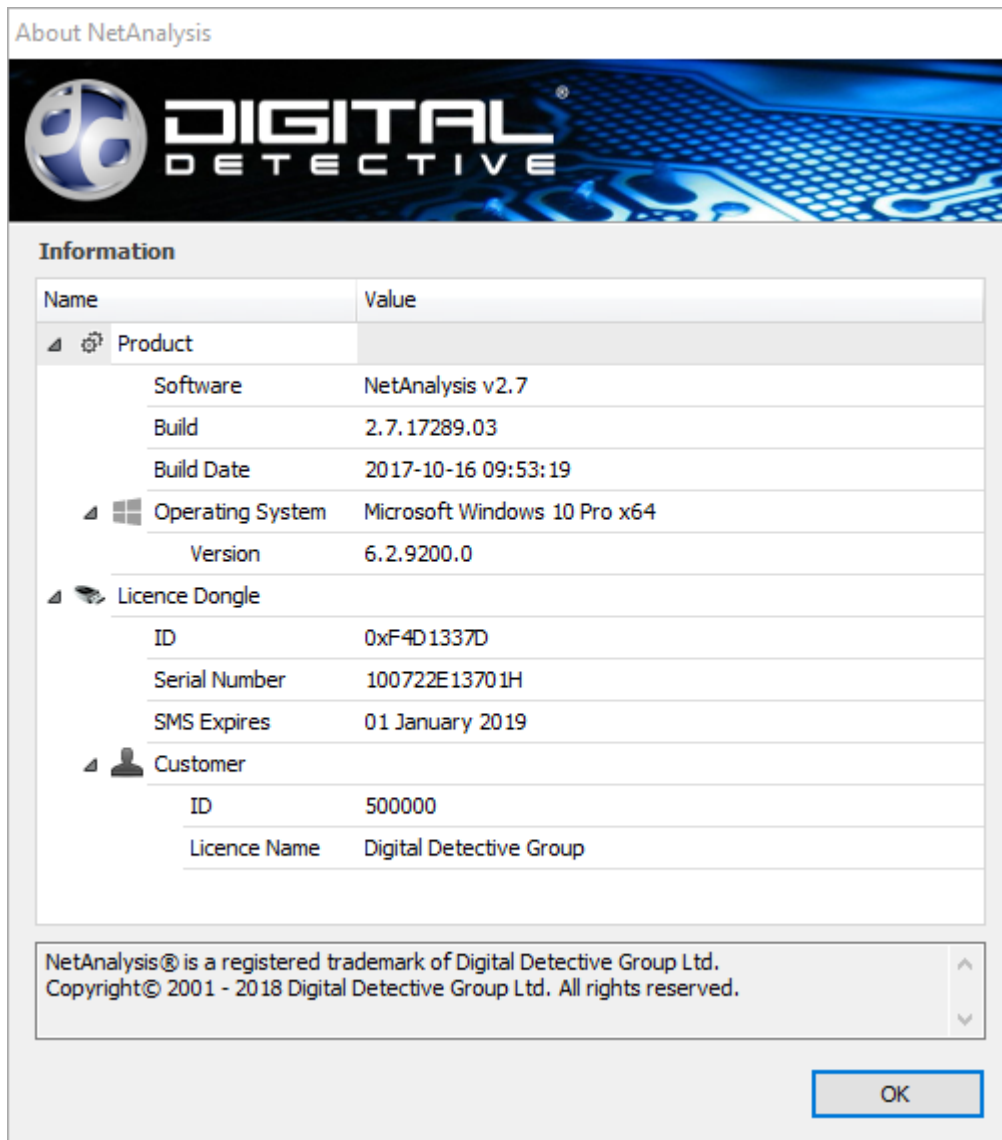 About NetAnalysis
DIGITAL ®
DETECTIVE
Information
Name Value
Product
Software NetAnalysis v2.7
Build 2.7.17289.03
Build Date 2017-10-16 09:53:19
Operating System Microsoft Windows 10 Pro x64
Version 6.2.9200.0
Licence Dongle
ID 0xF4D1337D
Serial Number 100722E13701H
SMS Expires 01 January 2019
Customer
ID 500000
Licence Name Digital Detective Group
NetAnalysis® is a registered trademark of Digital Detective Group Ltd.
Copyright© 2001 - 2018 Digital Detective Group Ltd. All rights reserved.
OK